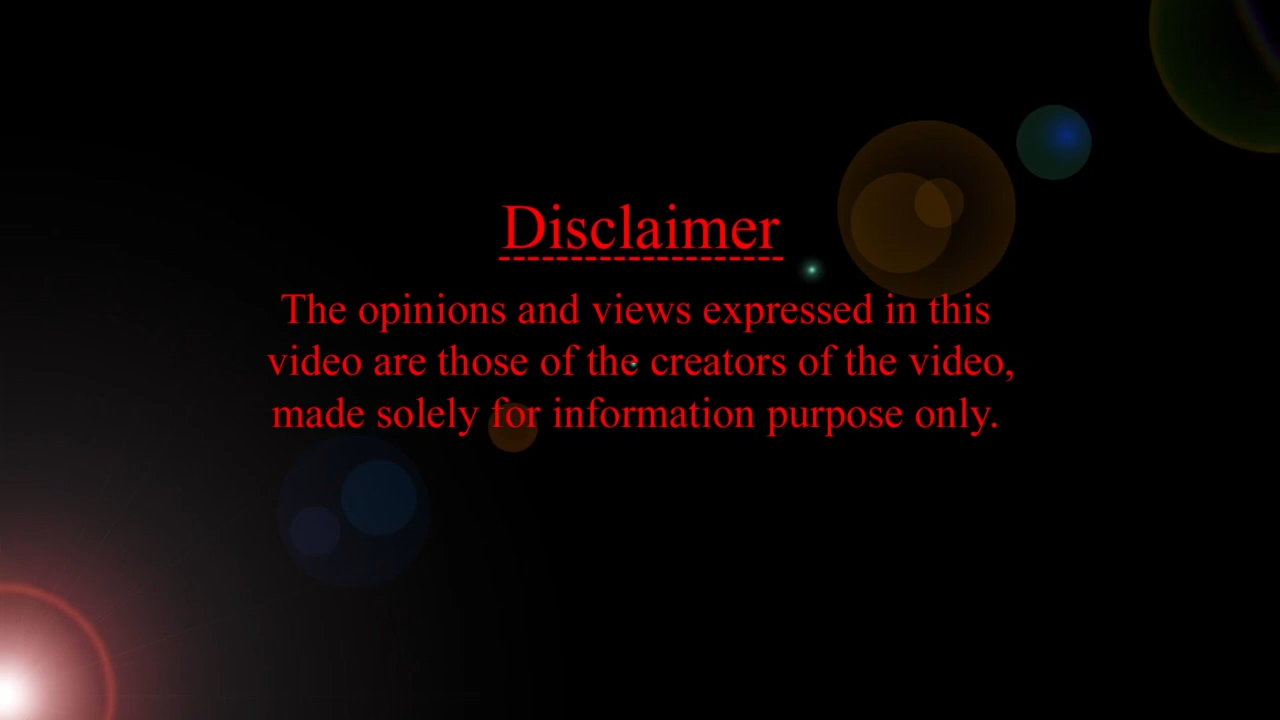 Disclaimer
The opinions and views expressed in this
video are those of the creators of the video,
made solely for information purpose only.